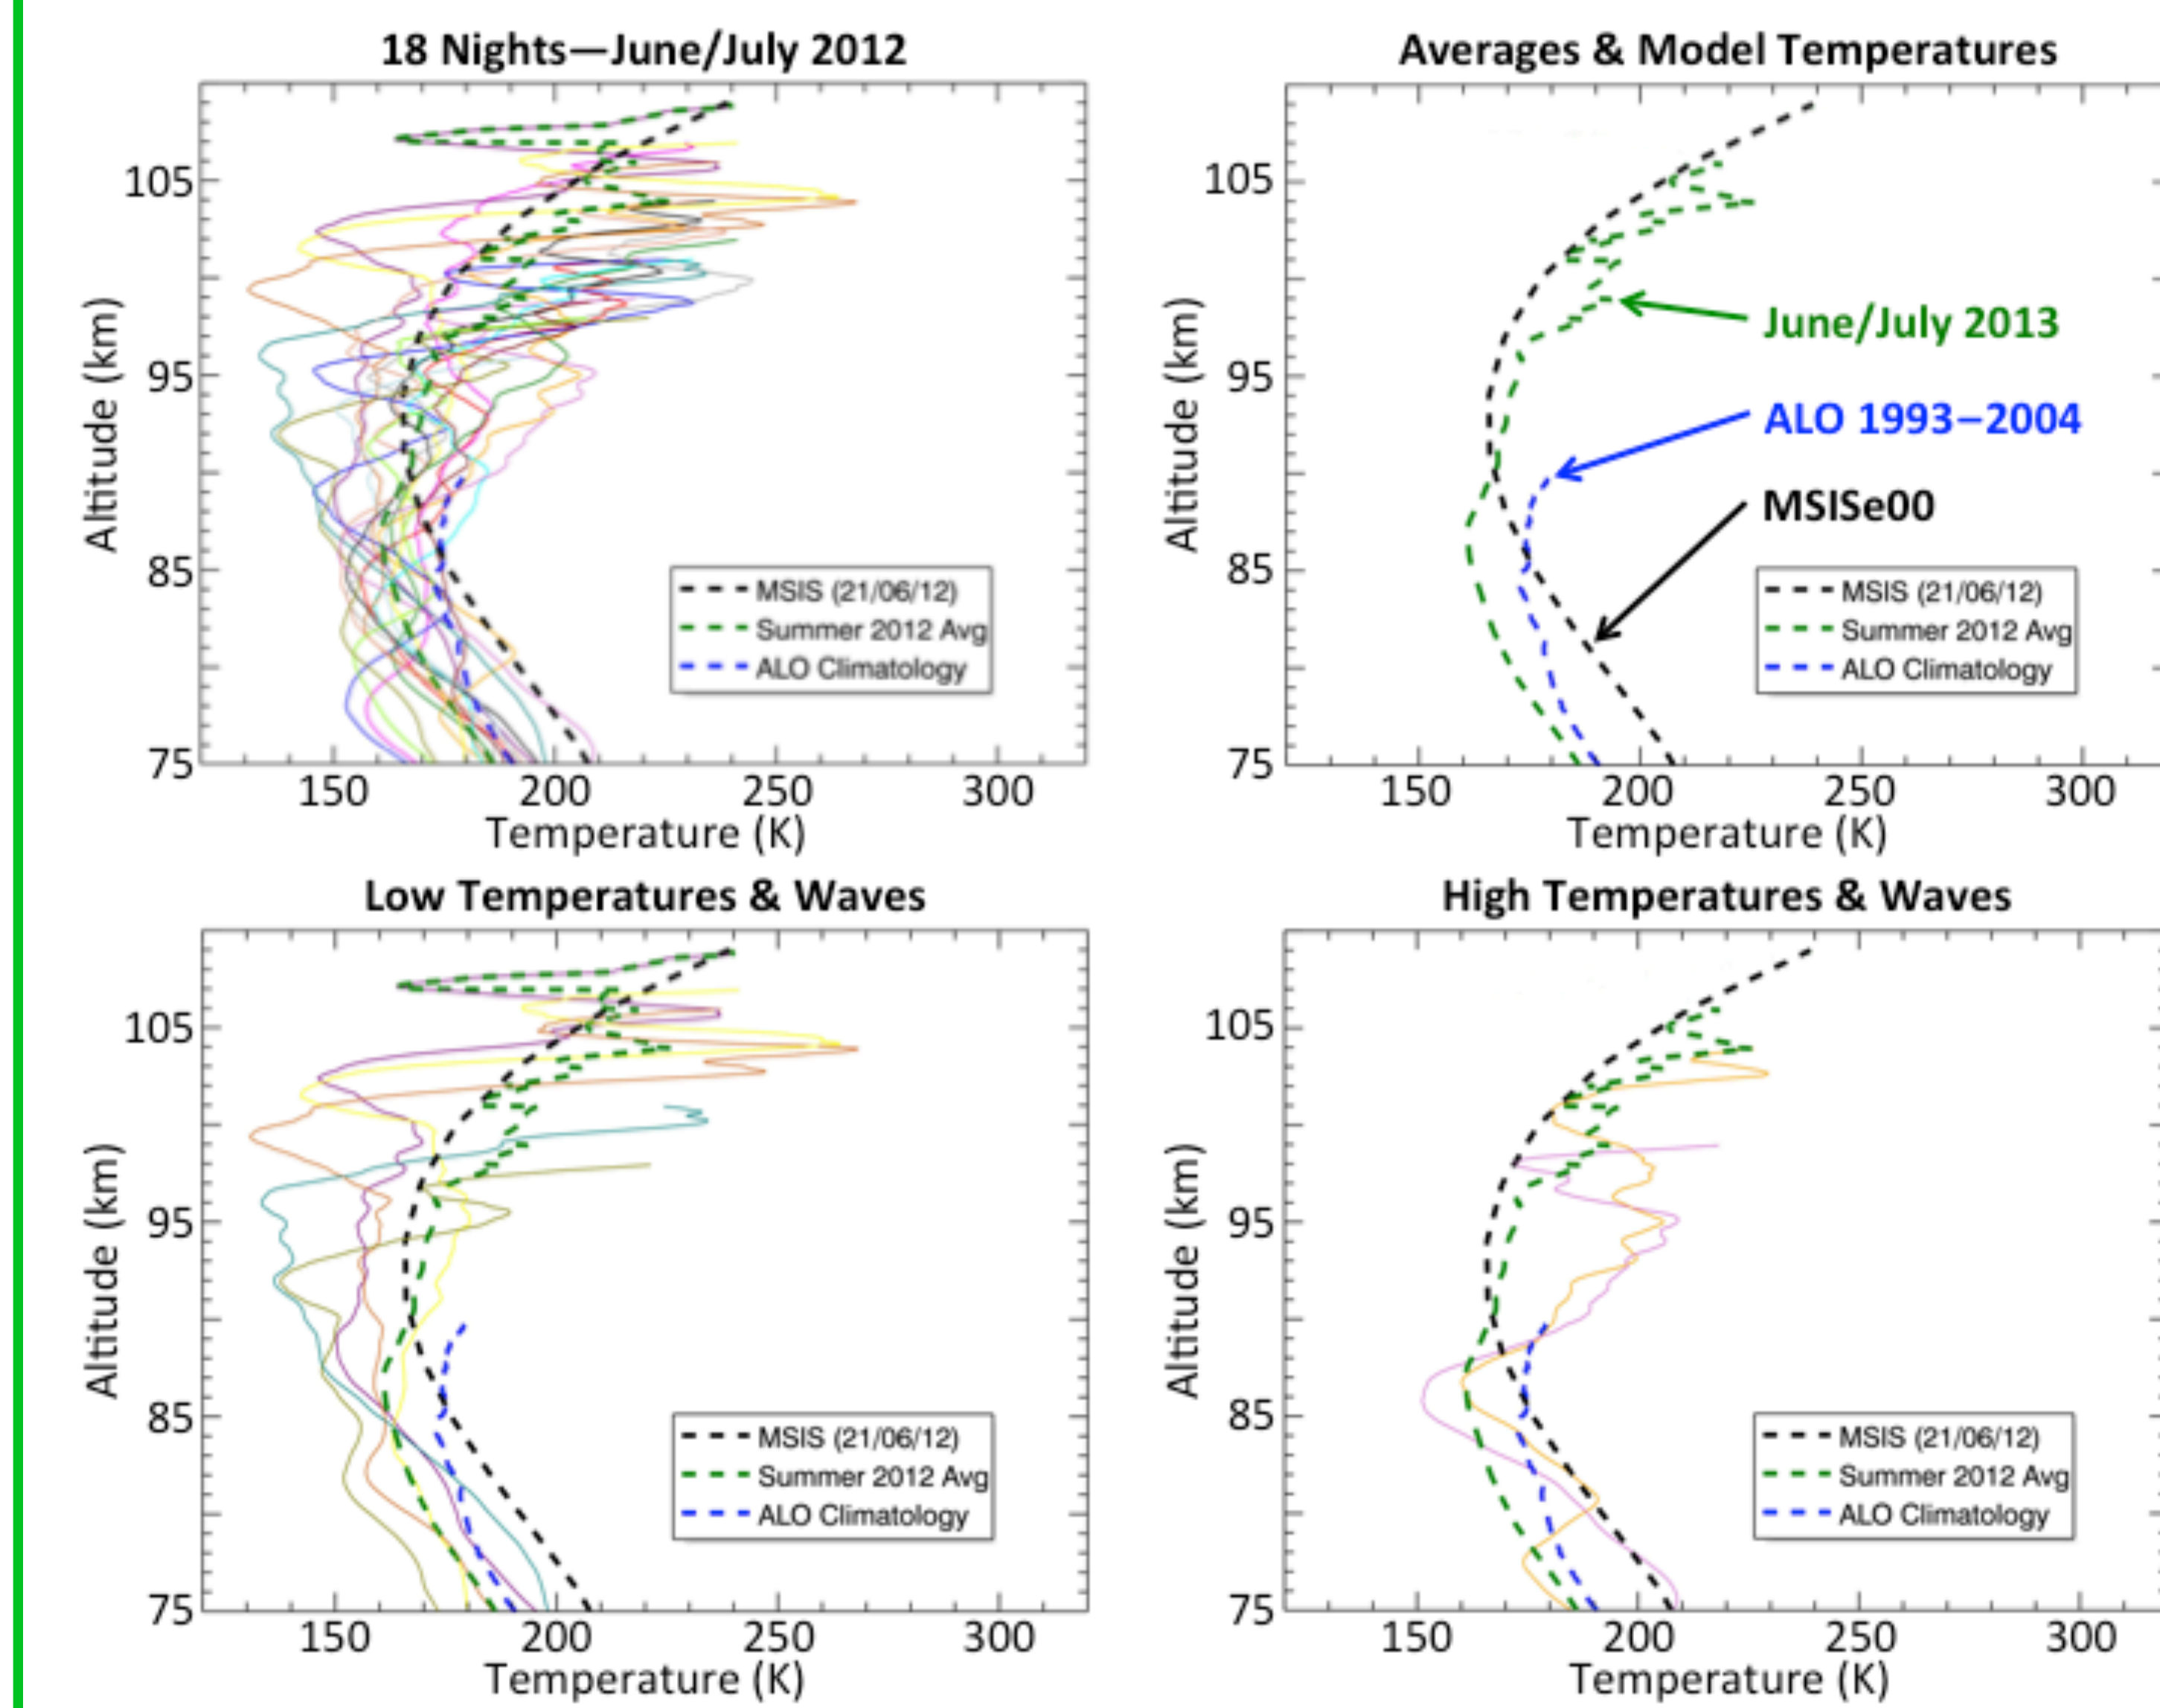 18 Nights—June/July 2012
105
95
85
75
Altitude (km)
MSIS (21/06/12)
Summer 2012 Avg
ALO Climatology
150 200 250 300
Temperature (K)
Averages & Model Temperatures
105
95
85
75
Altitude (km)
June/July 2013
ALO 1993–2004
MSISe00
MSIS (21/06/12)
Summer 2012 Avg
ALO Climatology
150 200 250 300
Temperature (K)
Low Temperatures & Waves
105
95
85
75
Altitude (km)
MSIS (21/06/12)
Summer 2012 Avg
ALO Climatology
150 200 250 300
Temperature (K)
High Temperatures & Waves
105
95
85
75
Altitude (km)
MSIS (21/06/12)
Summer 2012 Avg
ALO Climatology
150 200 250 300
Temperature (K)